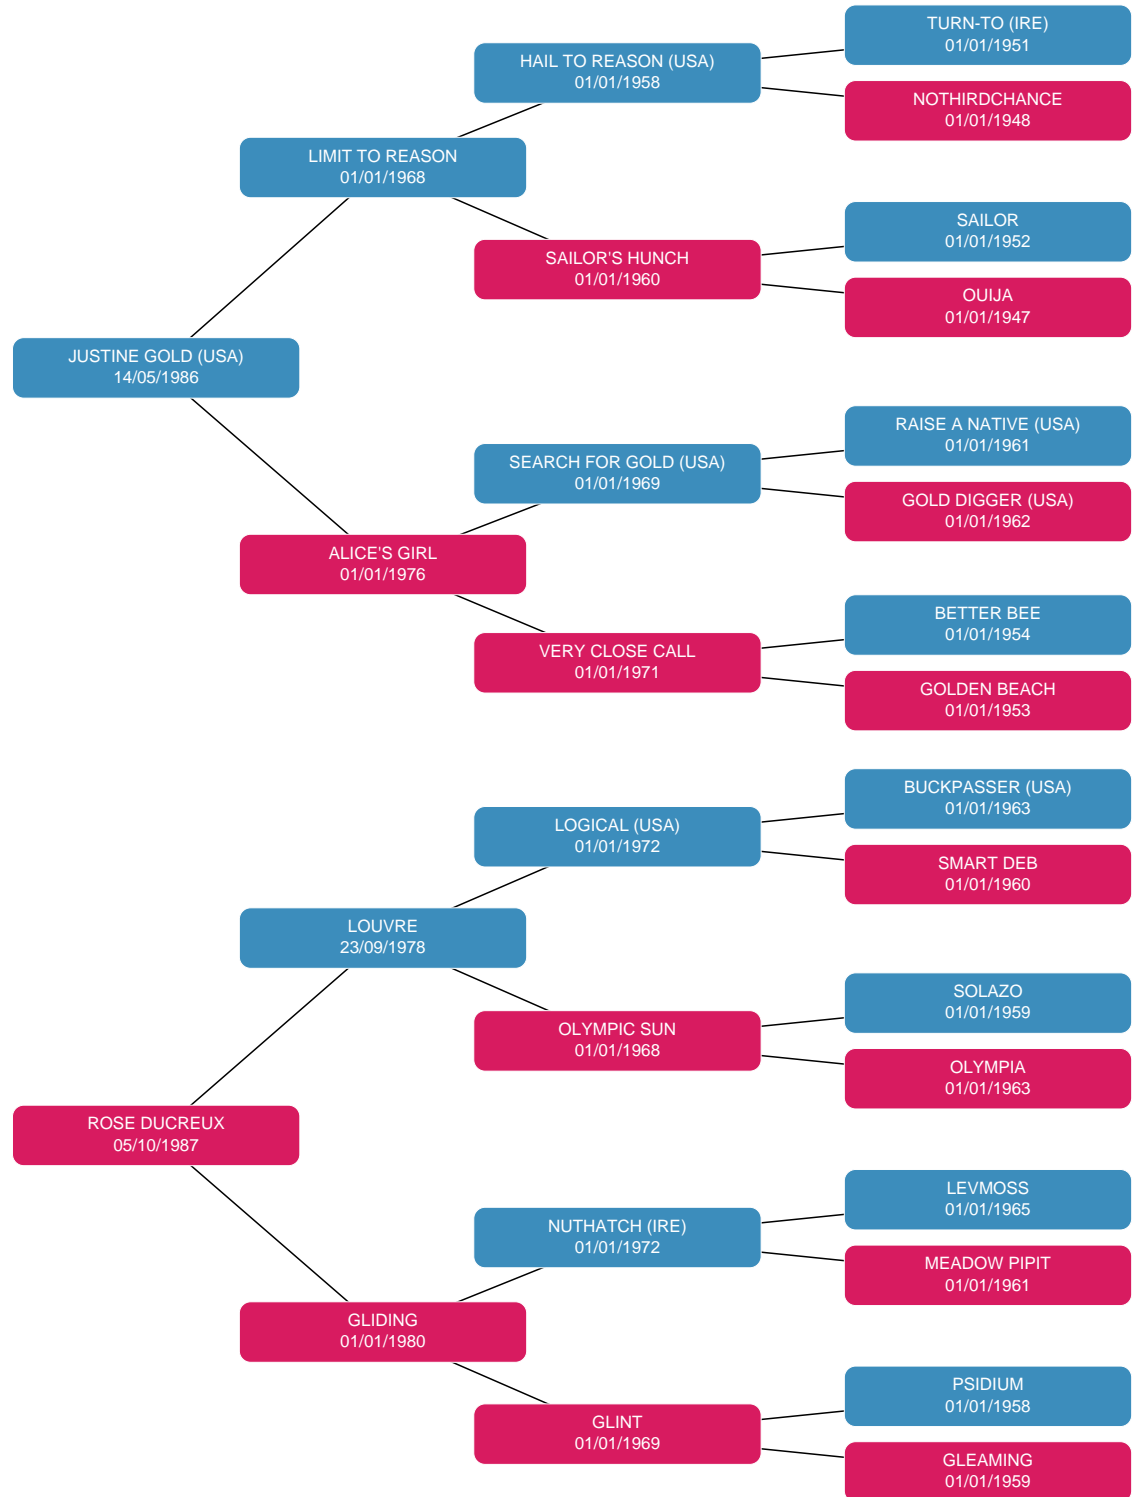 TURN-TO (IRE)
01/01/1951
HAIL TO REASON (USA)
01/01/1958
NOTHIRDCHANCE
01/01/1948
LIMIT TO REASON
01/01/1968
SAILOR
01/01/1952
SAILOR'S HUNCH
01/01/1960
OUIJA
01/01/1947
JUSTINE GOLD (USA)
14/05/1986
RAISE A NATIVE (USA)
01/01/1961
SEARCH FOR GOLD (USA)
01/01/1969
GOLD DIGGER (USA)
01/01/1962
ALICE'S GIRL
01/01/1976
BETTER BEE
01/01/1954
VERY CLOSE CALL
01/01/1971
GOLDEN BEACH
01/01/1953
BUCKPASSER (USA)
01/01/1963
LOGICAL (USA)
01/01/1972
SMART DEB
01/01/1960
LOUVRE
23/09/1978
SOLAZO
01/01/1959
OLYMPIC SUN
01/01/1968
OLYMPIA
01/01/1963
ROSE DUCREUX
05/10/1987
LEVMOSS
01/01/1965
NUTHATCH (IRE)
01/01/1972
MEADOW PIPIT
01/01/1961
GLIDING
01/01/1980
PSIDIUM
01/01/1958
GLINT
01/01/1969
GLEAMING
01/01/1959